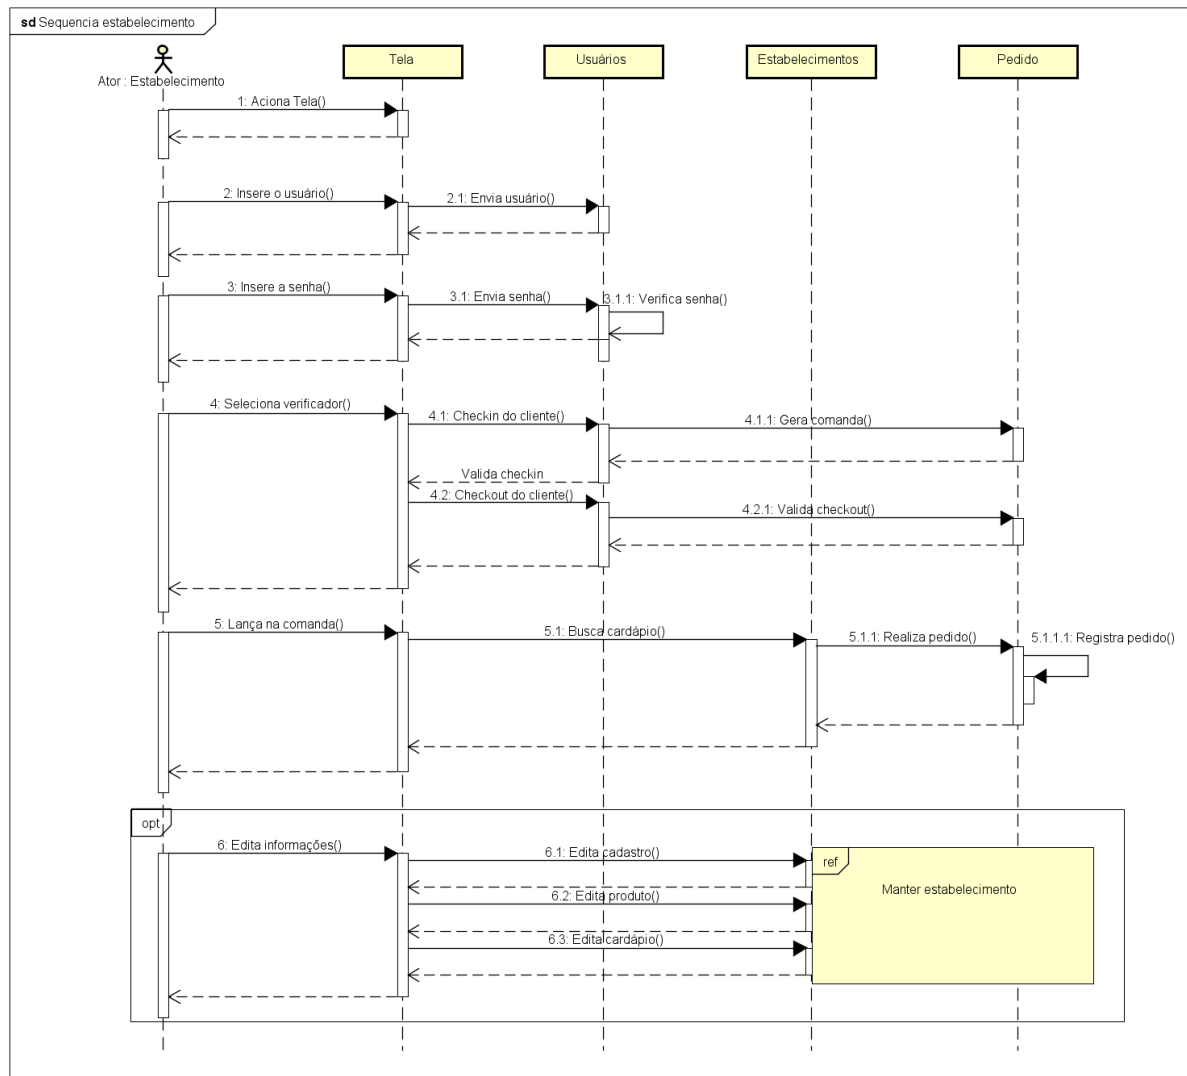 sd Sequencia estabelecimento
Ator : Estabelecimento
Tela
Usuários
Estabelecimentos
Pedido
1: Aciona Tela()
2: Insere o usuário()
2.1: Envia usuário()
3: Insere a senha()
3.1: Envia senha()
3.1.1: Verifica senha()
4: Seleciona verificador()
4.1: Checkin do cliente()
4.1.1: Gera comanda()
Valida checkin
4.2: Checkout do cliente()
4.2.1: Valida checkout()
5: Lança na comanda()
5.1: Busca cardápio()
5.1.1: Realiza pedido()
5.1.1.1: Registra pedido()
opt
6: Edita informações()
6.1: Edita cadastro()
ref
Manter estabelecimento
6.2: Edita produto()
6.3: Edita cardápio()